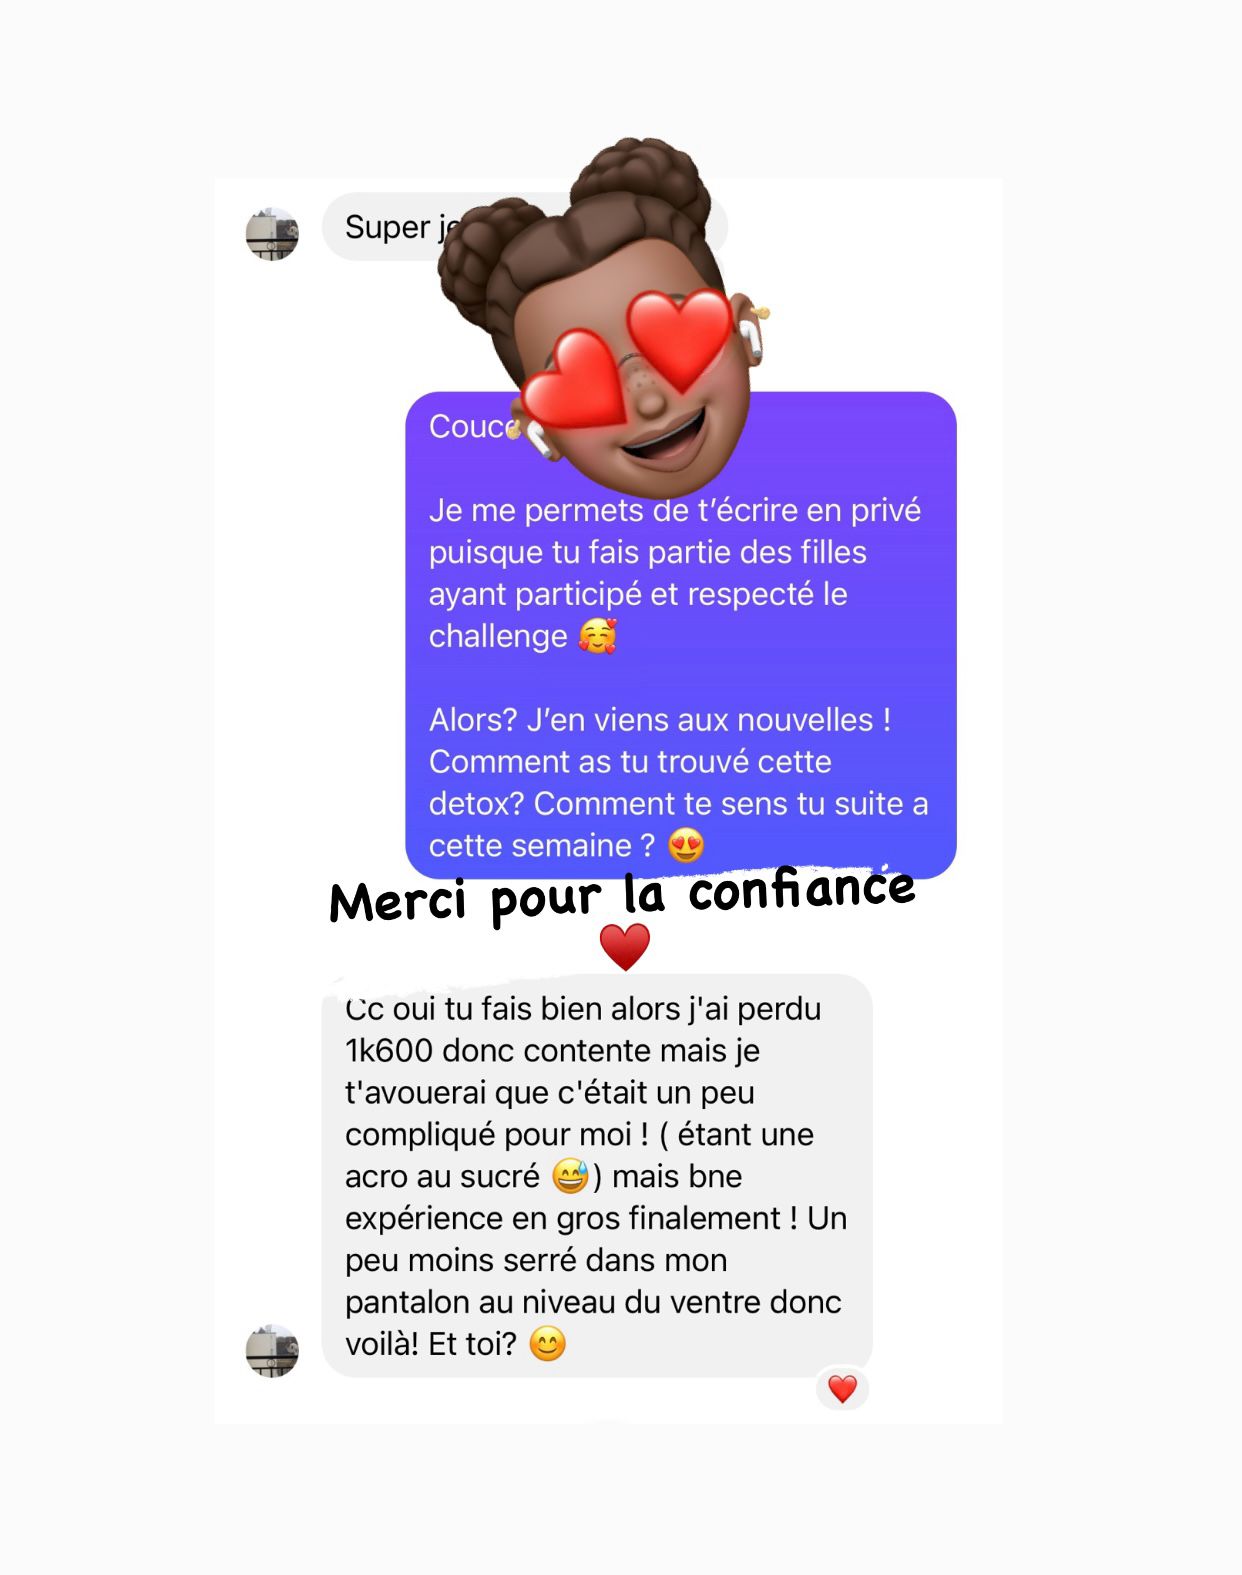 Super
Je me permets de t’écrire en privé
puisque tu fais partie des filles
ayant participé et respecté le
challenge 🥰
Alors? J’en viens aux nouvelles !
Comment as tu trouvé cette
detox? Comment te sens tu suite a
cette semaine ? 😍
Merci pour la confiance
♥️
Cc oui tu fais bien alors j'ai perdu
1k600 donc contente mais je
t'avouerai que c'était un peu
compliqué pour moi ! ( étant une
acro au sucré 😅) mais bne
expérience en gros finalement ! Un
peu moins serré dans mon
pantalon au niveau du ventre donc
voilà! Et toi? 😊
❤️